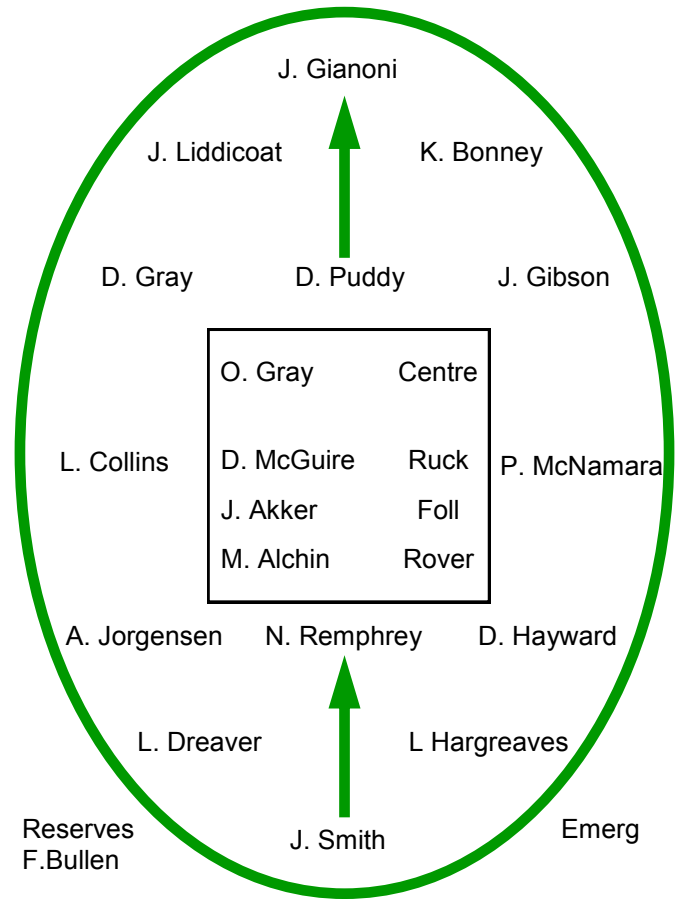 J. Gianoni
J. Liddicoat K. Bonney
D. Gray D. Puddy J. Gibson
O. Gray Centre
L. Collins D. McGuire Ruck P. McNamara
J. Akker Foll
M. Alchin Rover
A. Jorgensen N. Remphrey D. Hayward
L. Dreaver L Hargreaves
Reserves Emerg
J. Smith
F.Bullen